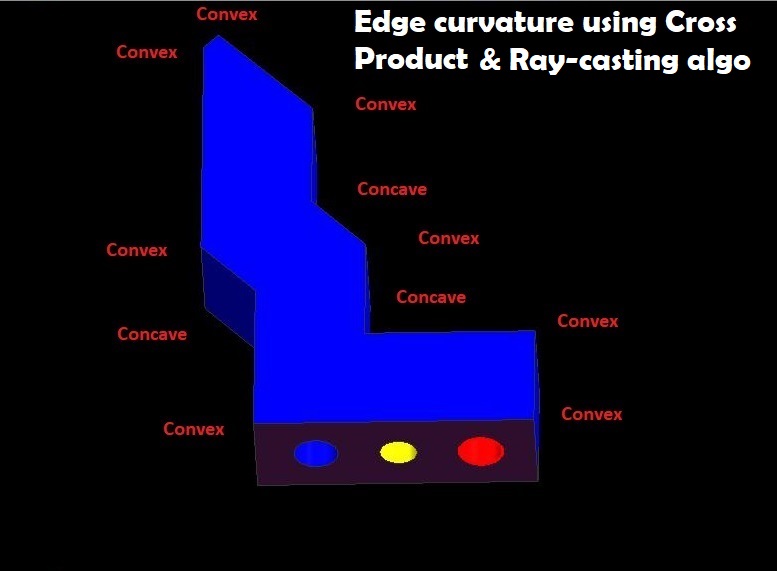 Edge curvature using Cross
Product & Ray-casting algo
Convex
Convex
Convex
Concave
Convex
Convex
Concave
Convex
Concave
Convex
Convex